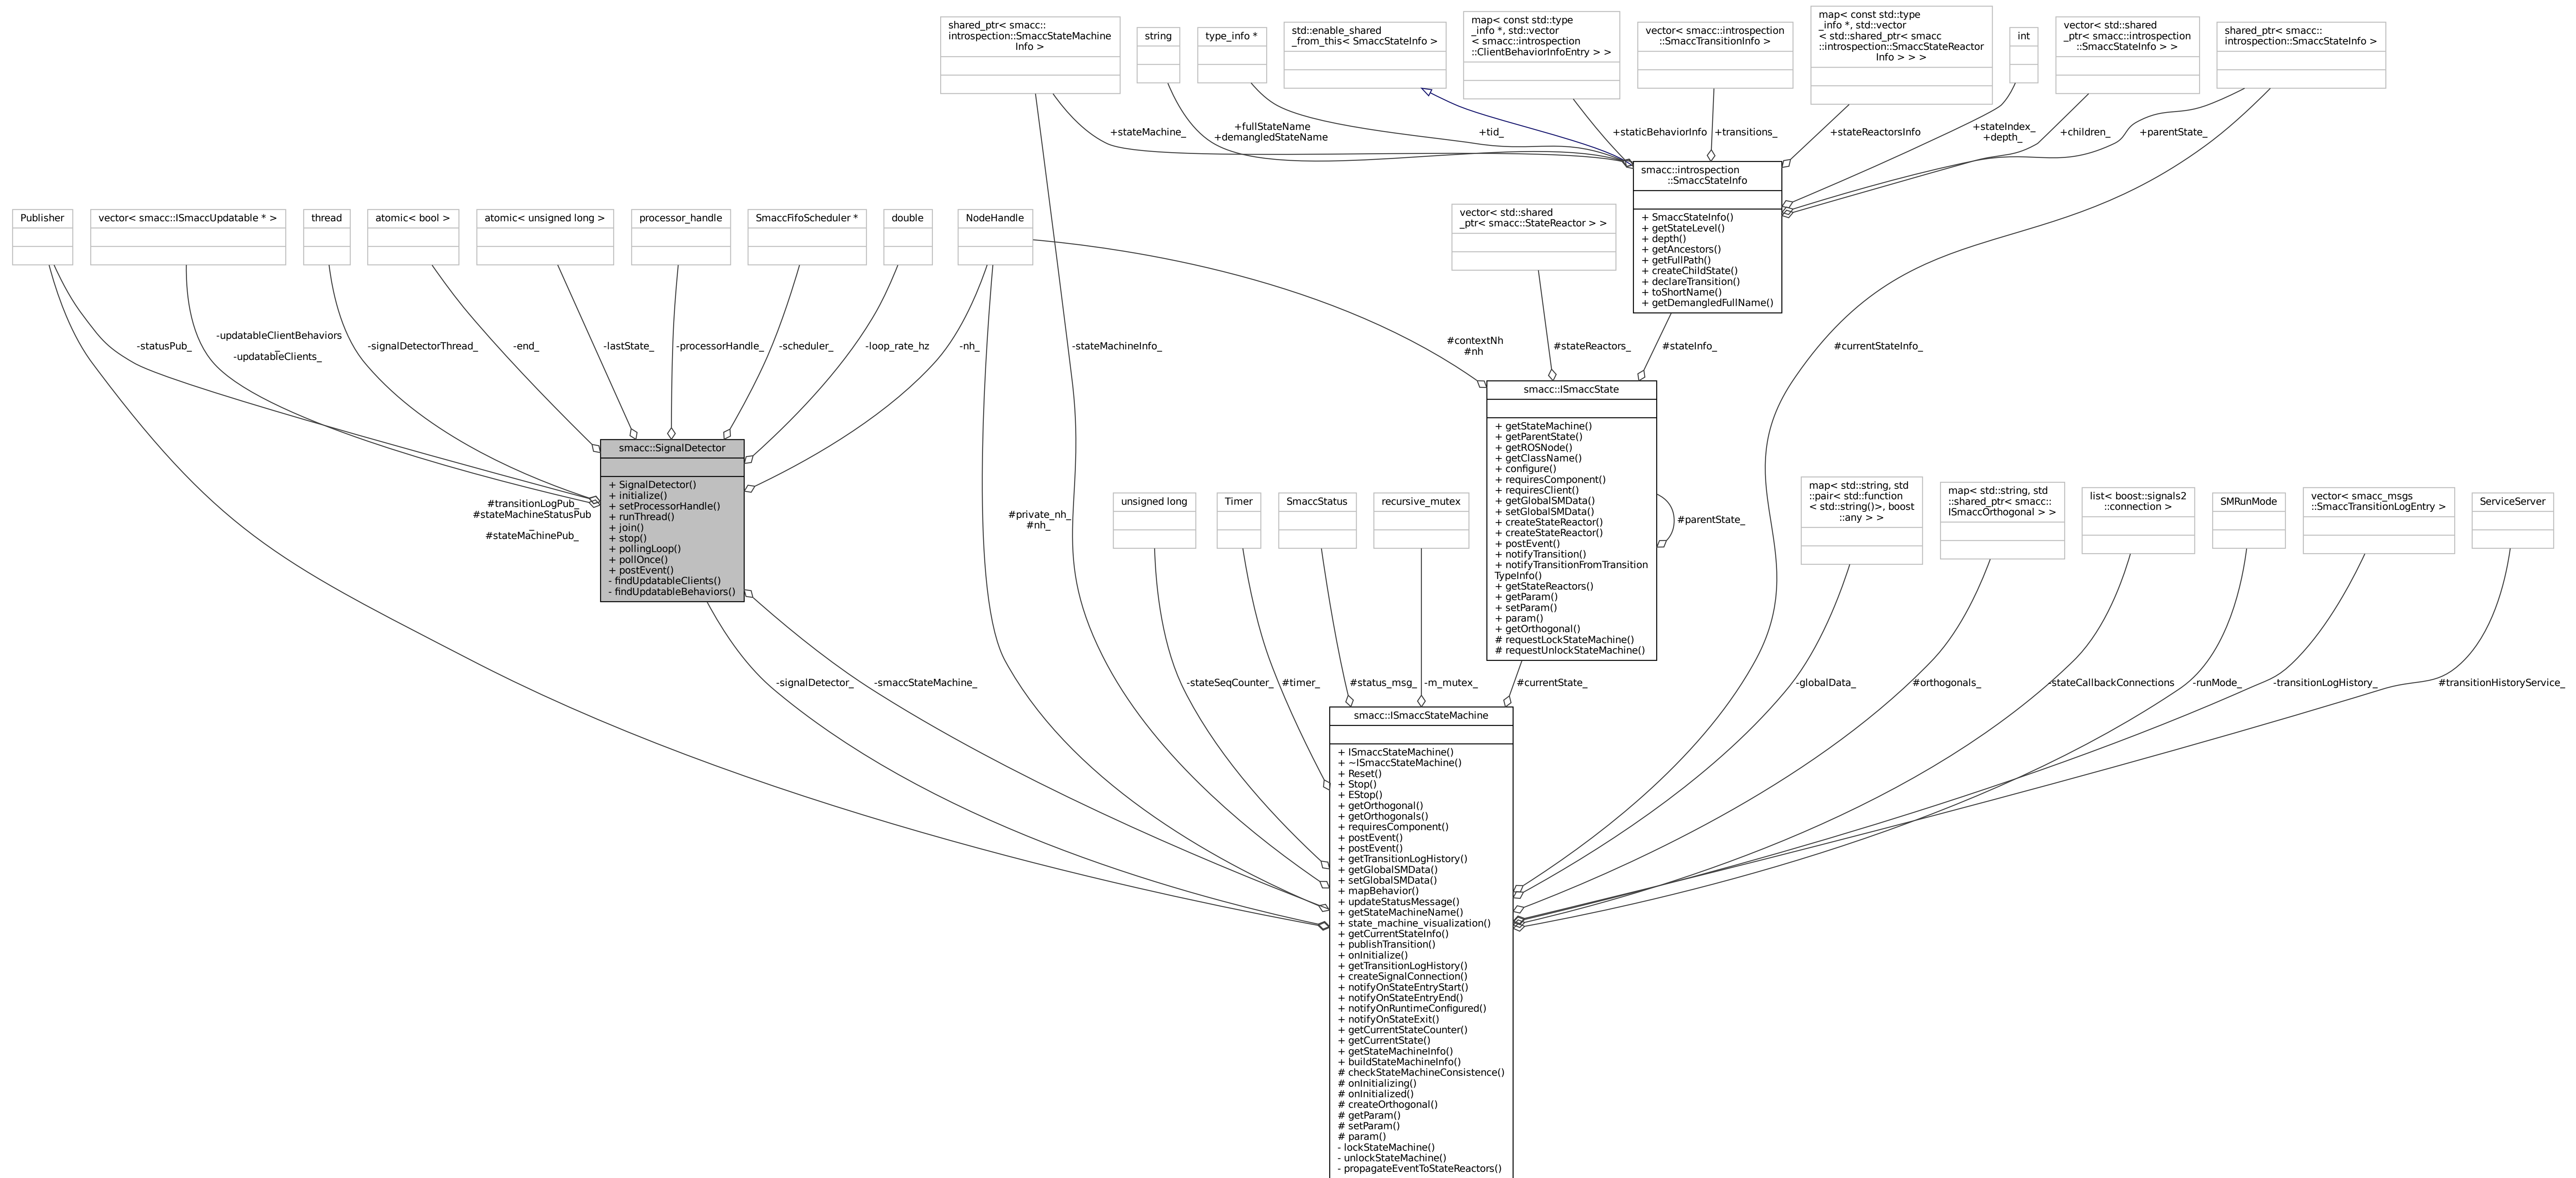 shared_ptr< smacc::
introspection::SmaccStateMachine
Info >
string
type_info *
std::enable_shared
_from_this< SmaccStateInfo >
map< const std::type
_info *, std::vector
< smacc::introspection
::ClientBehaviorInfoEntry > >
vector< smacc::introspection
::SmaccTransitionInfo >
map< const std::type
_info *, std::vector
< std::shared_ptr< smacc
::introspection::SmaccStateReactor
Info > > >
int
vector< std::shared
_ptr< smacc::introspection
::SmaccStateInfo > >
shared_ptr< smacc::
introspection::SmaccStateInfo >
+stateMachine_
+fullStateName
+demangledStateName
+tid_
+staticBehaviorInfo
+transitions_
+stateReactorsInfo
+stateIndex_
+depth_
+children_
+parentState_
smacc::introspection
::SmaccStateInfo
+ SmaccStateInfo()
+ getStateLevel()
+ depth()
+ getAncestors()
+ getFullPath()
+ createChildState()
+ declareTransition()
+ toShortName()
+ getDemangledFullName()
Publisher
vector< smacc::ISmaccUpdatable * >
thread
atomic< bool >
atomic< unsigned long >
processor_handle
SmaccFifoScheduler *
double
NodeHandle
vector< std::shared
_ptr< smacc::StateReactor > >
-statusPub_
-updatableClientBehaviors
_
-updatableClients_
-signalDetectorThread_
-end_
-lastState_
-processorHandle_
-scheduler_
-loop_rate_hz
-nh_
-stateMachineInfo_
#contextNh
#nh
#stateReactors_
#stateInfo_
#currentStateInfo_
smacc::SignalDetector
+ SignalDetector()
+ initialize()
+ setProcessorHandle()
+ runThread()
+ join()
+ stop()
+ pollingLoop()
+ pollOnce()
+ postEvent()
- findUpdatableClients()
- findUpdatableBehaviors()
smacc::ISmaccState
+ getStateMachine()
+ getParentState()
+ getROSNode()
+ getClassName()
+ configure()
+ requiresComponent()
+ requiresClient()
+ getGlobalSMData()
+ setGlobalSMData()
+ createStateReactor()
+ createStateReactor()
+ postEvent()
+ notifyTransition()
+ notifyTransitionFromTransition
TypeInfo()
+ getStateReactors()
+ getParam()
+ setParam()
+ param()
+ getOrthogonal()
# requestLockStateMachine()
# requestUnlockStateMachine()
#parentState_
#transitionLogPub_
#stateMachineStatusPub
_
#stateMachinePub_
#private_nh_
#nh_
unsigned long
Timer
SmaccStatus
recursive_mutex
map< std::string, std
::pair< std::function
< std::string()>, boost
::any > >
map< std::string, std
::shared_ptr< smacc::
ISmaccOrthogonal > >
list< boost::signals2
::connection >
SMRunMode
vector< smacc_msgs
::SmaccTransitionLogEntry >
ServiceServer
-signalDetector_
-smaccStateMachine_
-stateSeqCounter_
#timer_
#status_msg_
-m_mutex_
#currentState_
-globalData_
#orthogonals_
-stateCallbackConnections
-runMode_
-transitionLogHistory_
#transitionHistoryService_
smacc::ISmaccStateMachine
+ ISmaccStateMachine()
+ ~ISmaccStateMachine()
+ Reset()
+ Stop()
+ EStop()
+ getOrthogonal()
+ getOrthogonals()
+ requiresComponent()
+ postEvent()
+ postEvent()
+ getTransitionLogHistory()
+ getGlobalSMData()
+ setGlobalSMData()
+ mapBehavior()
+ updateStatusMessage()
+ getStateMachineName()
+ state_machine_visualization()
+ getCurrentStateInfo()
+ publishTransition()
+ onInitialize()
+ getTransitionLogHistory()
+ createSignalConnection()
+ notifyOnStateEntryStart()
+ notifyOnStateEntryEnd()
+ notifyOnRuntimeConfigured()
+ notifyOnStateExit()
+ getCurrentStateCounter()
+ getCurrentState()
+ getStateMachineInfo()
+ buildStateMachineInfo()
# checkStateMachineConsistence()
# onInitializing()
# onInitialized()
# createOrthogonal()
# getParam()
# setParam()
# param()
- lockStateMachine()
- unlockStateMachine()
- propagateEventToStateReactors()